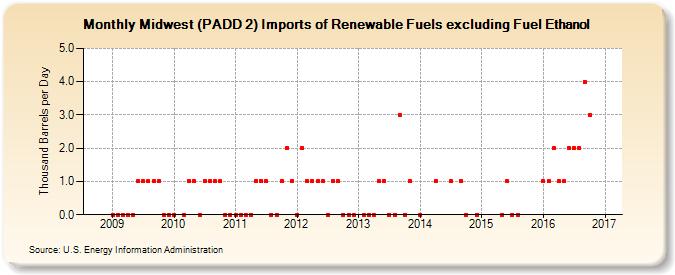 Monthly Midwest (PADD 2) Imports of Renewable Fuels excluding Fuel Ethanol
Thousand Barrels per Day
5.0
4.0
3.0
2.0
1.0
0.0
2009 2010 2011 2012 2013 2014 2015 2016 2017
Source: U.S. Energy Information Administration